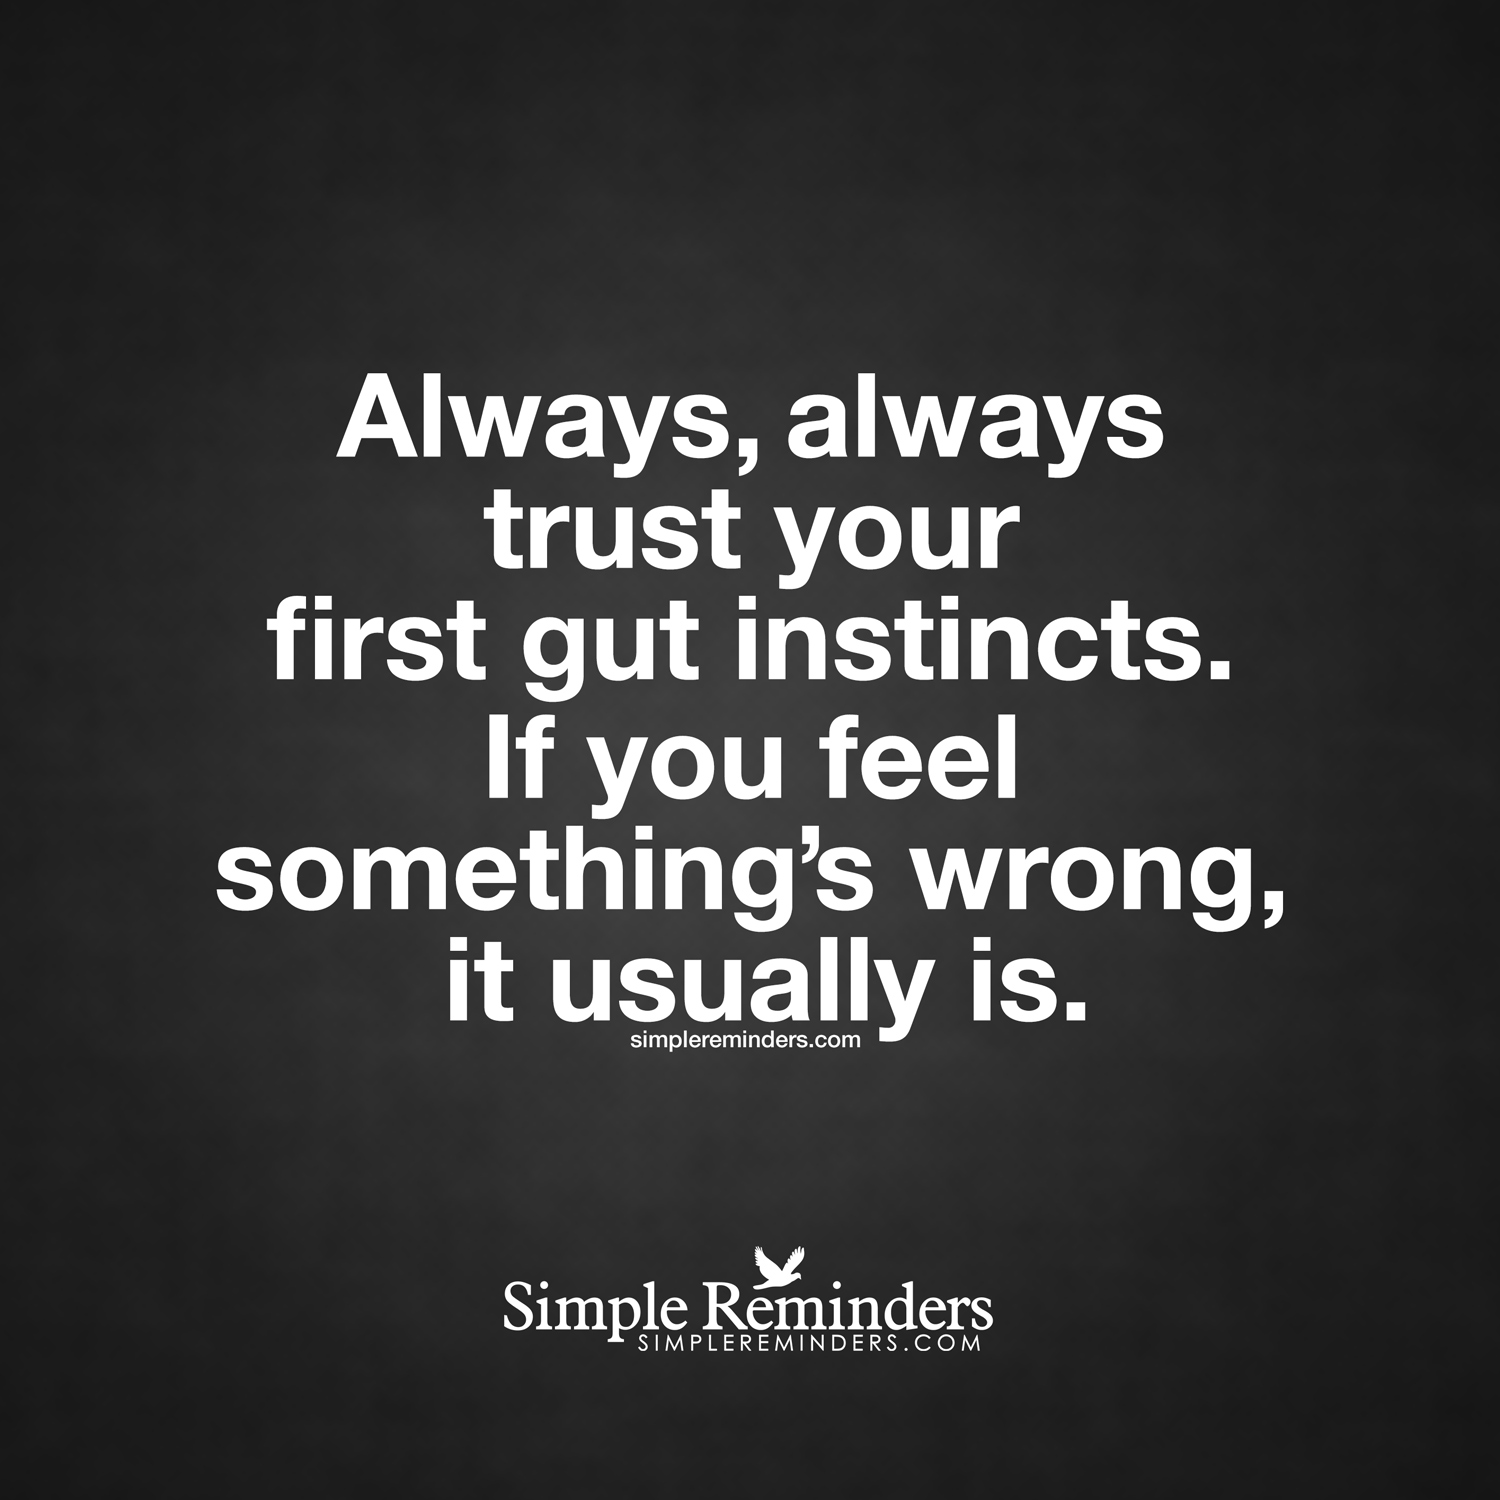 Always, always
trust your
first gut instincts.
If you feel
something’s wrong,
it usually is.
simplereminders.com
Simple Reminders
SIMPLEREMINDERS.COM